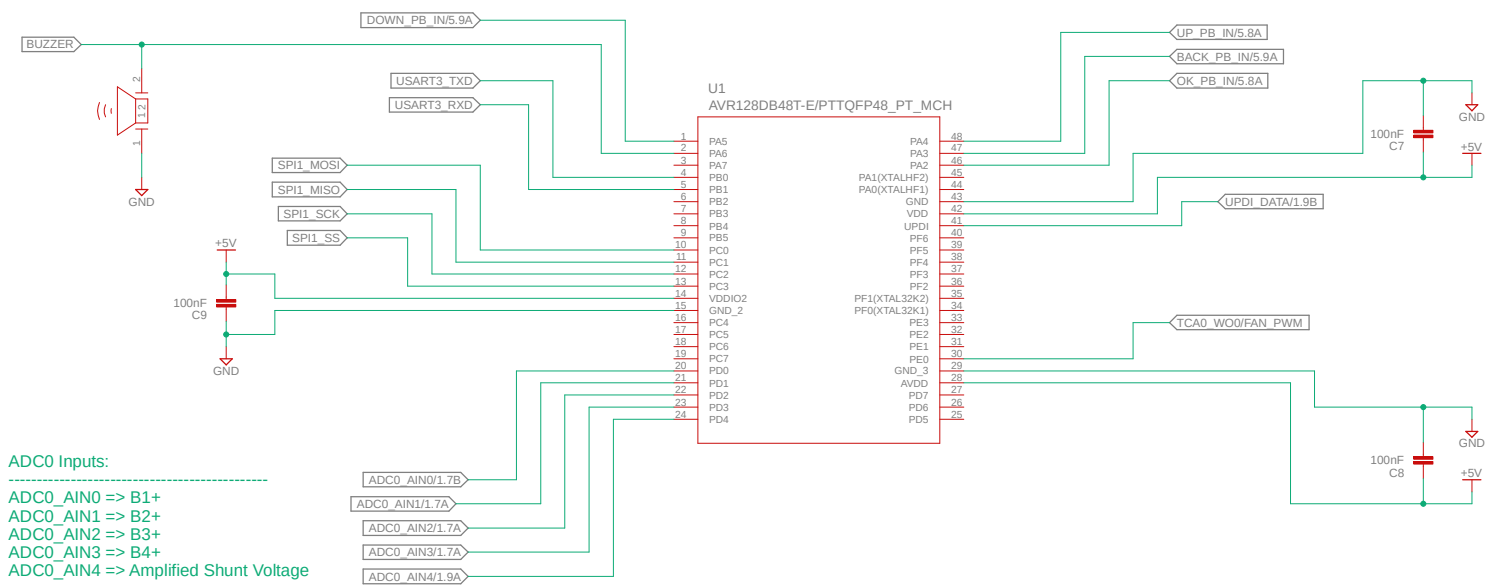 DOWN_PB_IN/5.9A
BUZZER
2
1 2
1
GND
USART3_TXD
USART3_RXD
SPI1_MOSI
SPI1_MISO
SPI1_SCK
SPI1_SS
+5V
100nF
C9
GND
U1
AVR128DB48T-E/PTTQFP48_PT_MCH
1 PA5
2 PA6
3 PA7
4 PB0
5 PB1
6 PB2
7 PB3
8 PB4
9 PB5
10 PC0
11 PC1
12 PC2
13 PC3
14 VDDIO2
15 GND_2
16 PC4
17 PC5
18 PC6
19 PC7
20 PD0
21 PD1
22 PD2
23 PD3
24 PD4
PA4 48
PA3 47
PA2 46
PA1(XTALHF2) 45
PA0(XTALHF1) 44
GND 43
VDD 42
UPDI 41
PF6 40
PF5 39
PF4 38
PF3 37
PF2 36
PF1(XTAL32K2) 35
PF0(XTAL32K1) 34
PE3 33
PE2 32
PE1 31
PE0 30
GND_3 29
AVDD 28
PD7 27
PD6 26
PD5 25
UP_PB_IN/5.8A
BACK_PB_IN/5.9A
OK_PB_IN/5.8A
GND
100nF
C7
+5V
UPDI_DATA/1.9B
TCA0_WO0/FAN_PWM
GND
100nF
C8
+5V
ADC0 Inputs:
------------------------------------------
ADC0_AIN0 => B1+
ADC0_AIN1 => B2+
ADC0_AIN2 => B3+
ADC0_AIN3 => B4+
ADC0_AIN4 => Amplified Shunt Voltage
ADC0_AIN0/1.7B
ADC0_AIN1/1.7A
ADC0_AIN2/1.7A
ADC0_AIN3/1.7A
ADC0_AIN4/1.9A